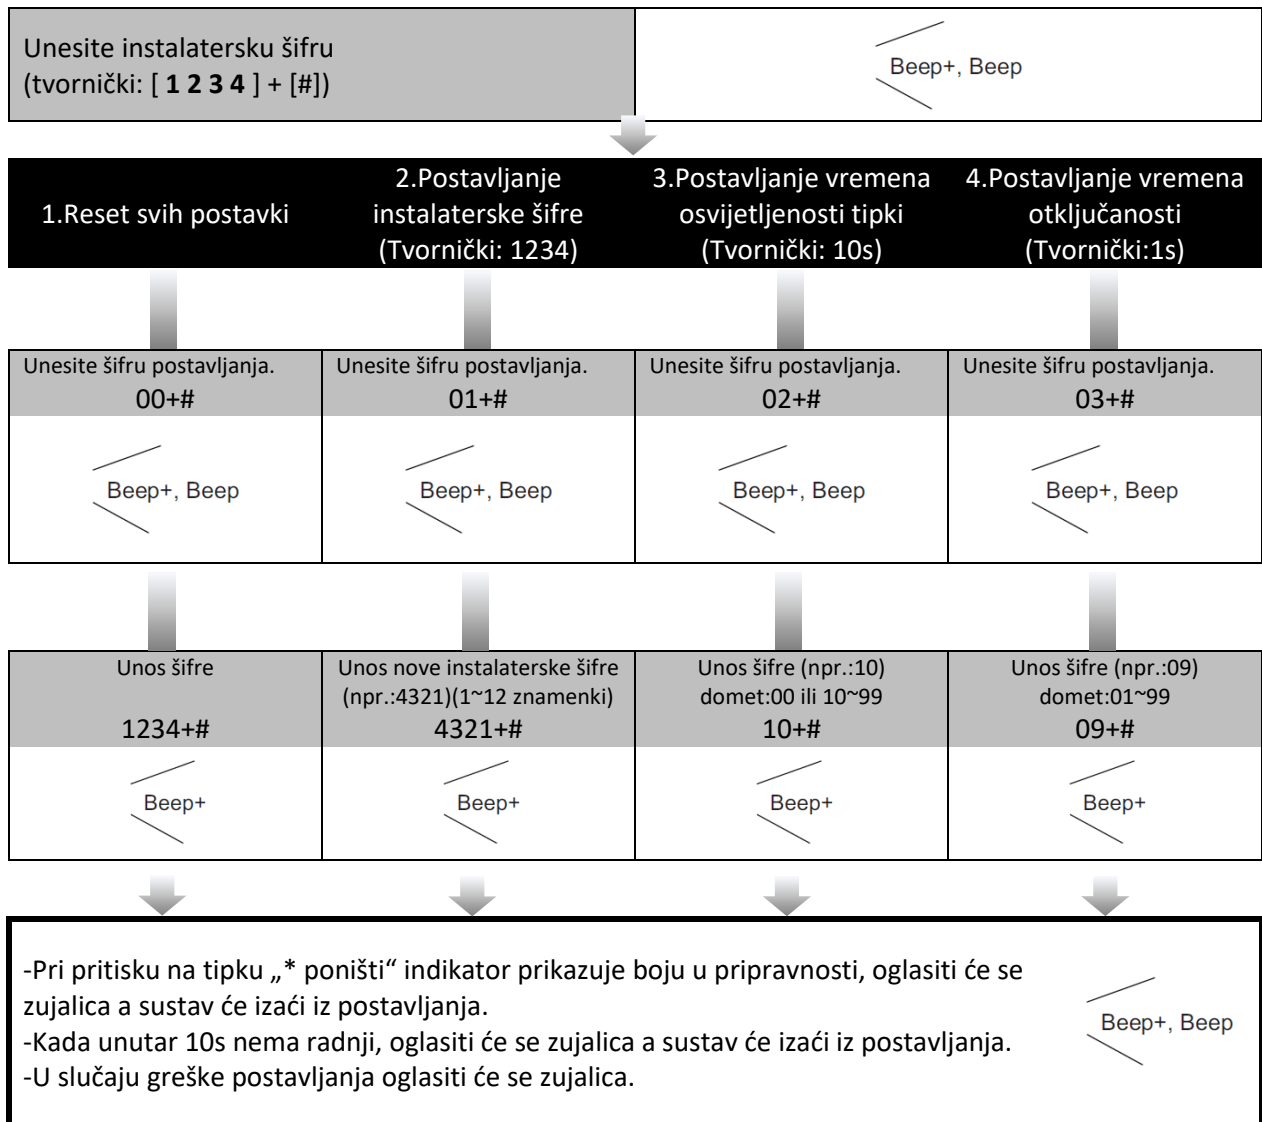 Unesite instalatersku šifru
(tvornički: [ 1 2 3 4 ] + [#])
Beep+, Beep
1.Reset svih postavki
2.Postavljanje
instalaterske šifre
(Tvornički: 1234)
3.Postavljanje vremena
osvijetljenosti tipki
(Tvornički: 10s)
4.Postavljanje vremena
otključanosti
(Tvornički:1s)
Unesite šifru postavljanja.
00+#
Unesite šifru postavljanja.
01+#
Unesite šifru postavljanja.
02+#
Unesite šifru postavljanja.
03+#
Beep+, Beep
Beep+, Beep
Beep+, Beep
Beep+, Beep
Unos šifre
1234+#
Unos nove instalaterske šifre
(npr.:4321)(1~12 znamenki)
4321+#
Unos šifre (npr.:10)
domet:00 ili 10~99
10+#
Unos šifre (npr.:09)
domet:01~99
09+#
Beep+
Beep+
Beep+
Beep+
-Pri pritisku na tipku „* poništi“ indikator prikazuje boju u pripravnosti, oglasiti će se
zujalica a sustav će izaći iz postavljanja.
-Kada unutar 10s nema radnji, oglasiti će se zujalica a sustav će izaći iz postavljanja.
-U slučaju greške postavljanja oglasiti će se zujalica.
Beep+, Beep